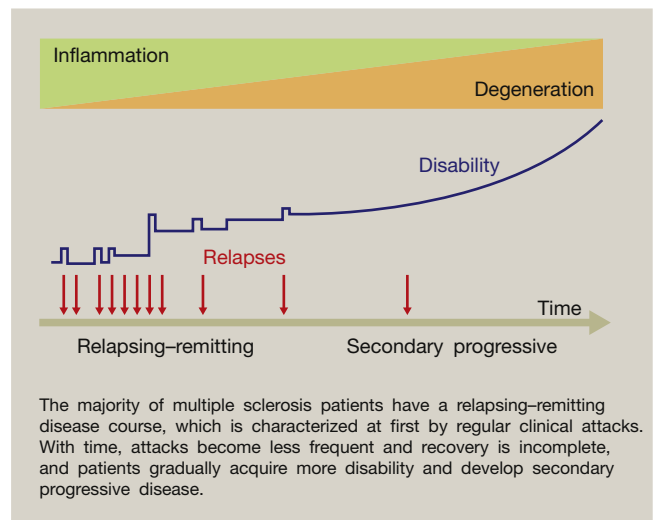 Inflammation
Degeneration
Disability
Relapses
Time
Relapsing–remitting
Secondary progressive
The majority of multiple sclerosis patients have a relapsing–remitting
disease course, which is characterized at first by regular clinical attacks.
With time, attacks become less frequent and recovery is incomplete,
and patients gradually acquire more disability and develop secondary
progressive disease.